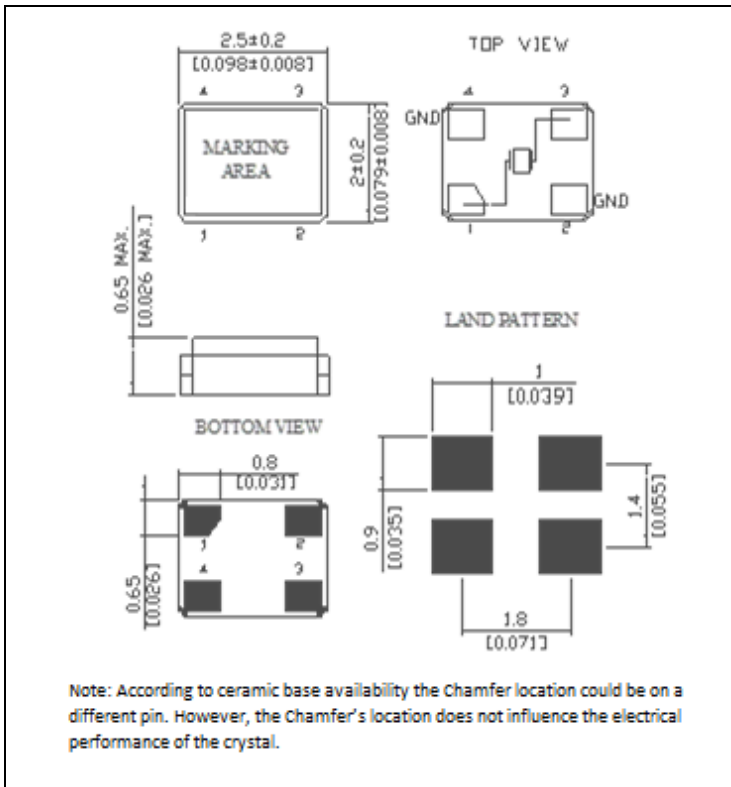 2.5±0.2
[0.098±0.008]
TOP VIEW
4 3
MARKING
AREA
1 2
2±0.2
[0.079±0.008]
GND
4 3
GND
1 2
0.65 MAX.
[0.026 MAX.]
LAND PATTERN
1
[0.039]
BOTTOM VIEW
0.8
[0.031]
1 2
4 3
0.65
[0.026]
0.9
[0.035]
1.4
[0.055]
1.8
[0.071]
Note: According to ceramic base availability the Chamfer location could be on a
different pin. However, the Chamfer's location does not influence the electrical
performance of the crystal.